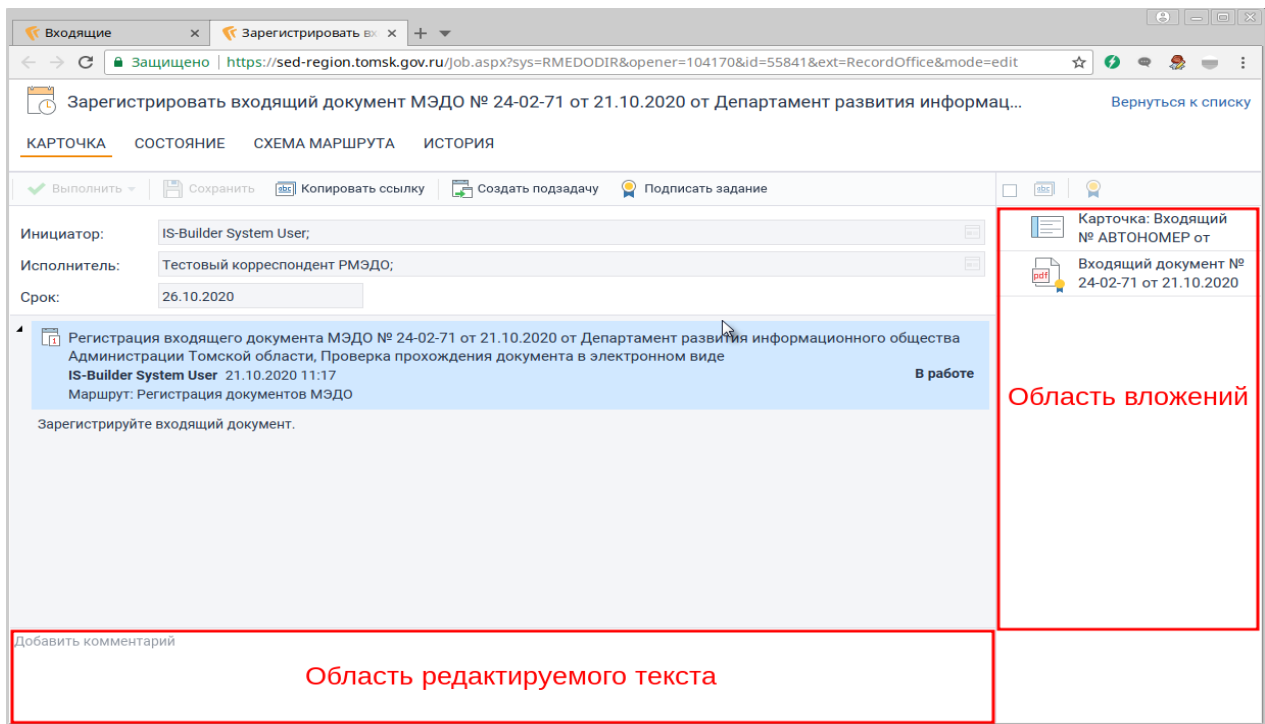 Входящие
Зарегистрировать вх
Защищено | https://sed-region.tomsk.gov.ru/Job.aspx?sys=RMEDODIR&opener=104170&id=55841&ext=RecordOffice&mode=edit
Зарегистрировать входящий документ МЭДО № 24-02-71 от 21.10.2020 от Департамент развития информац...
Вернуться к списку
КАРТОЧКА СОСТОЯНИЕ СХЕМА МАРШРУТА ИСТОРИЯ
Выполнить Сохранить abc Копировать ссылку Создать подзадачу Подписать задание abc
Инициатор: IS-Builder System User;
Исполнитель: Тестовый корреспондент РМЭДО;
Срок: 26.10.2020
1
Регистрация входящего документа МЭДО № 24-02-71 от 21.10.2020 от Департамент развития информационного общества
Администрации Томской области, Проверка прохождения документа в электронном виде
IS-Builder System User 21.10.2020 11:17 В работе
Маршрут: Регистрация документов МЭДО
Зарегистрируйте входящий документ.
Карточка: Входящий
№ АВТОНОМЕР от
pdf
Входящий документ №
24-02-71 от 21.10.2020
Область вложений
Добавить комментарий
Область редактируемого текста